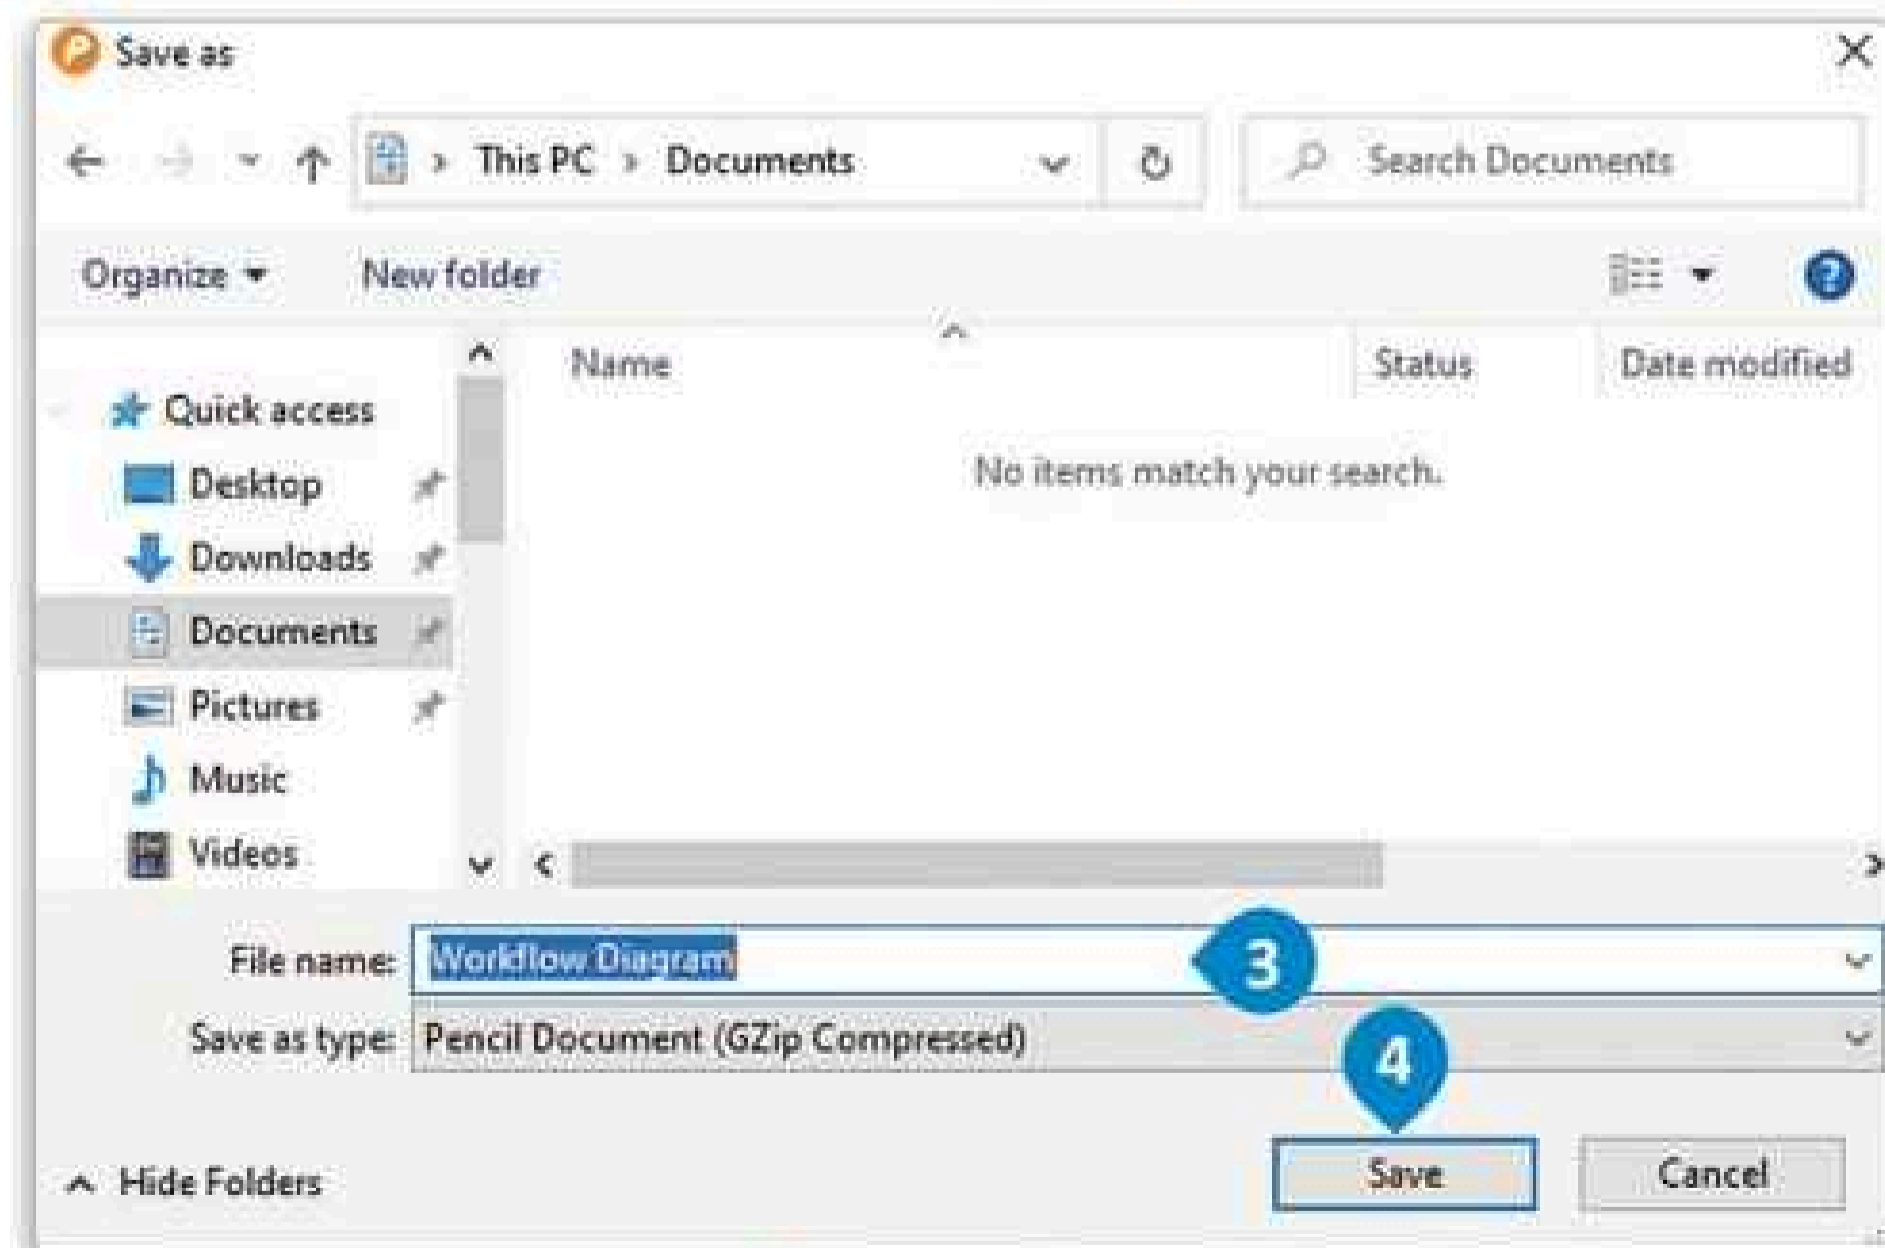 Save as
This PC > Documents
Search Documents
Organize
New folder
Name
Status
Date modified
Quick access
No items match your search.
Desktop
Downloads
Documents
Pictures
Music
Videos
File name: Workflow Diagram
3
Save as type: Pencil Document (GZip Compressed)
4
Hide Folders
Save
Cancel